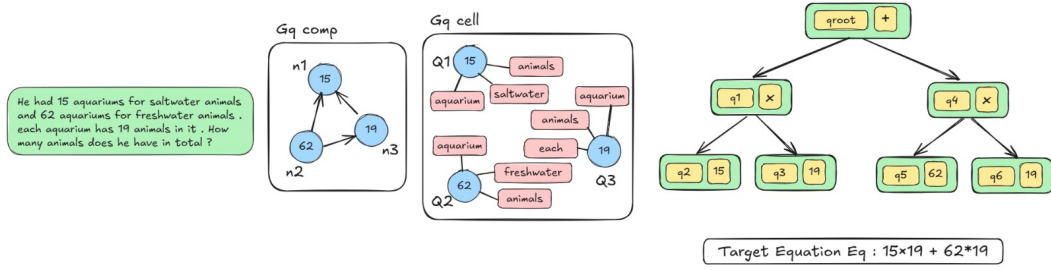 He had 15 aquariums for saltwater animals
and 62 aquariums for freshwater animals .
each aquarium has 19 animals in it . How
many animals does he have in total ?
Gq comp
n1
15
62
19
n2
n3
Gq cell
Q1
15
animals
saltwater
aquarium
aquarium
animals
each
19
Q3
aquarium
62
freshwater
animals
Q2
qroot +
q1 x
q4 x
q2 15
q3 19
q5 62
q6 19
Target Equation Eq : 15×19 + 62*19